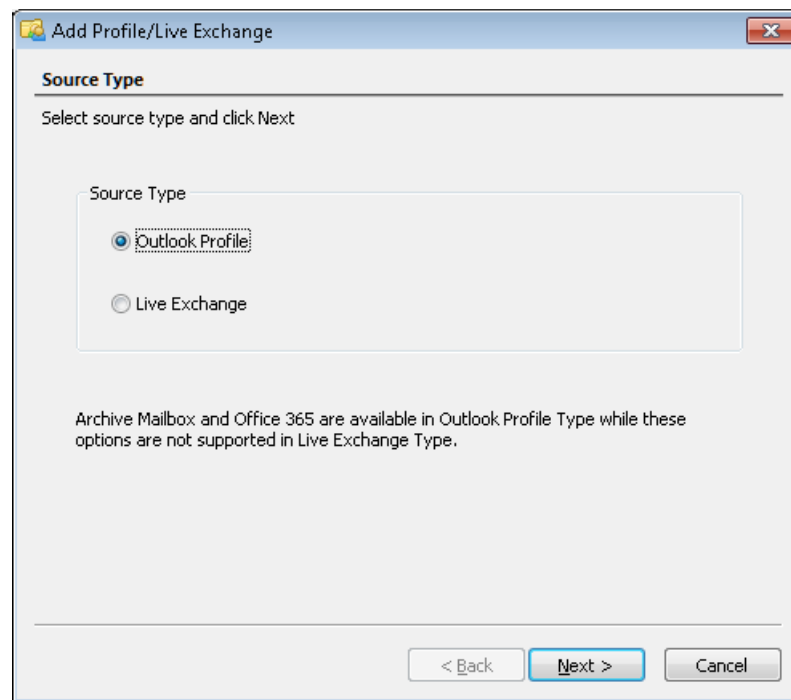 Add Profile/Live Exchange
Source Type
Select source type and click Next
Source Type
Outlook Profile
Live Exchange
Archive Mailbox and Office 365 are available in Outlook Profile Type while these
options are not supported in Live Exchange Type.
< Back Next > Cancel